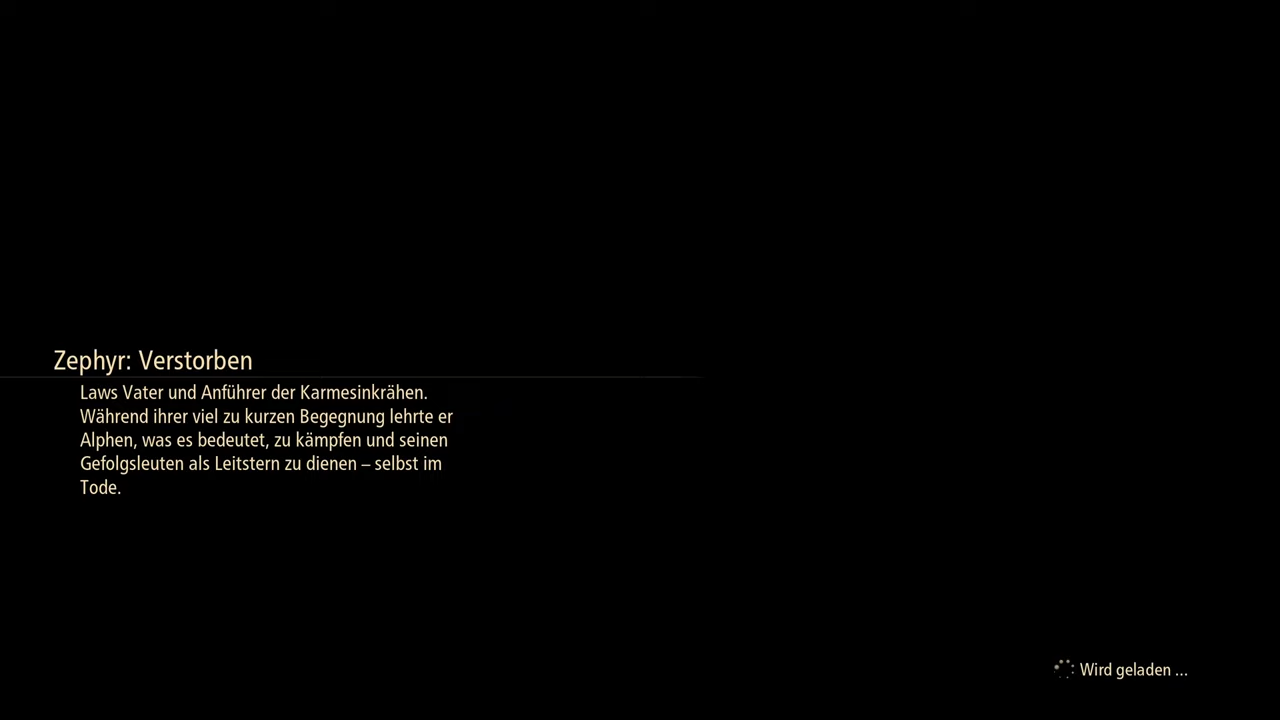 Zephyr: Verstorben
Laws Vater und Anführer der Karmesinkrähen.
Während ihrer viel zu kurzen Begegnung lehrte er
Alphen, was es bedeutet, zu kämpfen und seinen
Gefolgsleuten als Leitstern zu dienen – selbst im
Tode.
Wird geladen ...